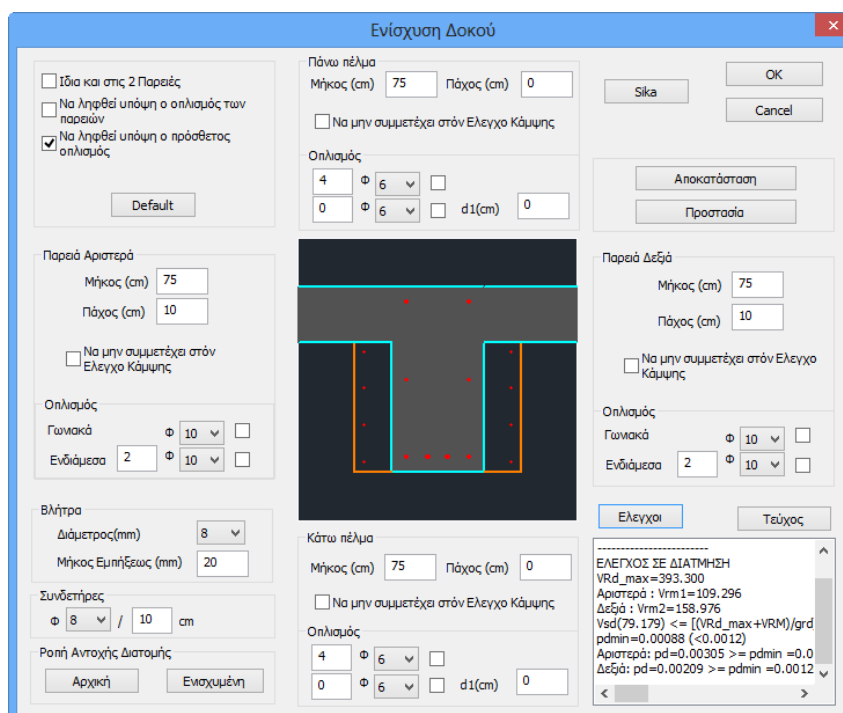 Ενίσχυση Δοκού
Ιδια και στις 2 Παρειές
Να ληφθεί υπόψη ο οπλισμός των
παρειών
Να ληφθεί υπόψη ο πρόσθετος
οπλισμός
Default
Πάνω πέλμα
Μήκος (cm) 75 Πάχος (cm) 0
Να μην συμμετέχει στόν Ελεγχο Κάμψης
Οπλισμός
4 Φ 6
0 Φ 6 d1(cm) 0
Sika
OK
Cancel
Αποκατάσταση
Προστασία
Παρειά Αριστερά
Μήκος (cm) 75
Πάχος (cm) 10
Να μην συμμετέχει στόν
Ελεγχο Κάμψης
Οπλισμός
Γωνιακά Φ 10
Ενδιάμεσα 2 Φ 10
Παρειά Δεξιά
Μήκος (cm) 75
Πάχος (cm) 10
Να μην συμμετέχει στόν Ελεγχο
Κάμψης
Οπλισμός
Γωνιακά Φ 10
Ενδιάμεσα 2 Φ 10
Βλήτρα
Διάμετρος(mm) 8
Μήκος Εμπήξεως (mm) 20
Συνδετήρες
Φ 8 / 10 cm
Ροπή Αντοχής Διατομής
Αρχική Ενισχυμένη
Κάτω πέλμα
Μήκος (cm) 75 Πάχος (cm) 0
Να μην συμμετέχει στόν Ελεγχο Κάμψης
Οπλισμός
4 Φ 6
0 Φ 6 d1(cm) 0
Ελεγχοι Τεύχος
------------------------
ΕΛΕΓΧΟΣ ΣΕ ΔΙΑΤΜΗΣΗ
VRd_max=393.300
Αριστερά : Vrm1=109.296
Δεξιά : Vrm2=158.976
Vsd(79.179) <= [(VRd_max+VRM)/grd
pdmin=0.00088 (<0.0012)
Αριστερά: pd=0.00305 >= pdmin =0.0
Δεξιά: pd=0.00209 >= pdmin =0.0012